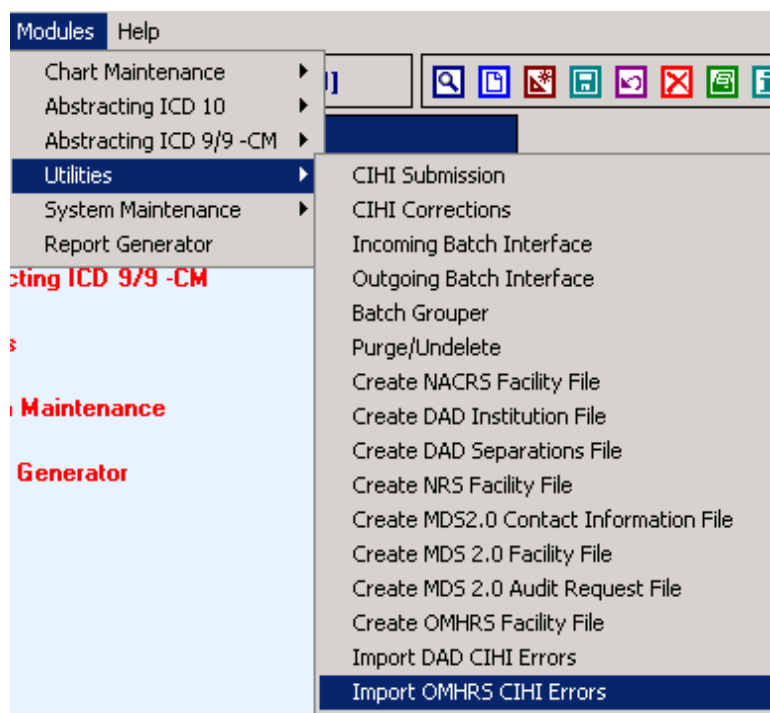 Modules Help
Chart Maintenance
Abstracting ICD 10
Abstracting ICD 9/9 -CM
Utilities
System Maintenance
Report Generator
CIHI Submission
CIHI Corrections
Incoming Batch Interface
Outgoing Batch Interface
Batch Grouper
Purge/Undelete
Create NACRS Facility File
Create DAD Institution File
Create DAD Separations File
Create NRS Facility File
Create MDS2.0 Contact Information File
Create MDS 2.0 Facility File
Create MDS 2.0 Audit Request File
Create OMHRS Facility File
Import DAD CIHI Errors
Import OMHRS CIHI Errors
cting ICD 9/9 -CM
s
Maintenance
Generator